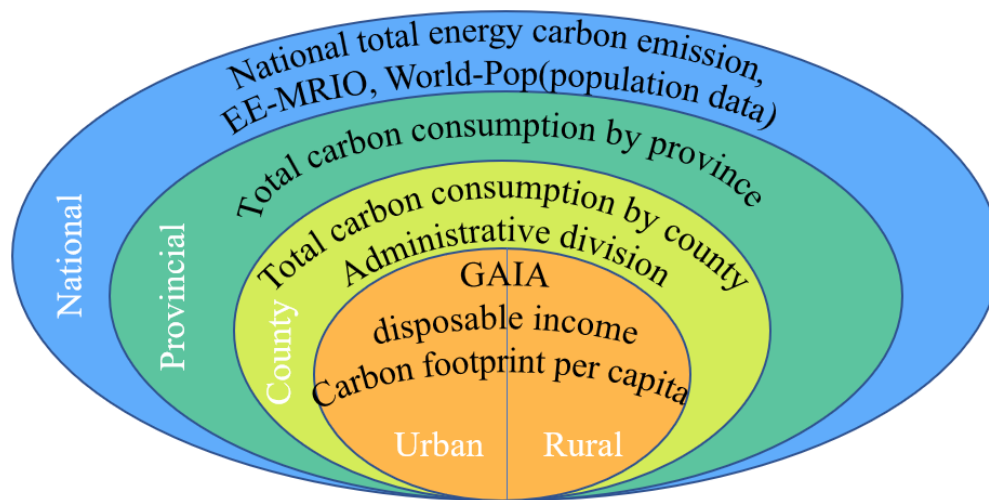 National total energy carbon emission,
EE-MRIO, World-Pop(population data)
Total carbon consumption by province
Total carbon consumption by county
Administrative division
GAIA
disposable income
Carbon footprint per capita
National
Provincial
County
Urban
Rural